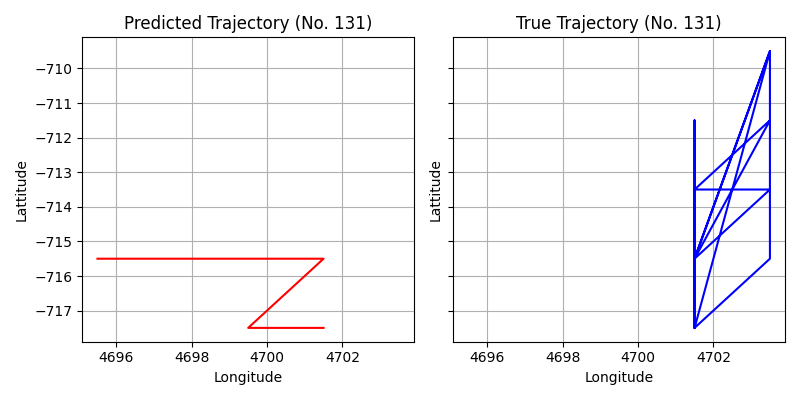 Predicted Trajectory (No. 131)
−710
−711
−712
−713
−714
−715
−716
−717
Lattitude
4696
4698
4700
4702
Longitude
True Trajectory (No. 131)
Lattitude
4696
4698
4700
4702
Longitude